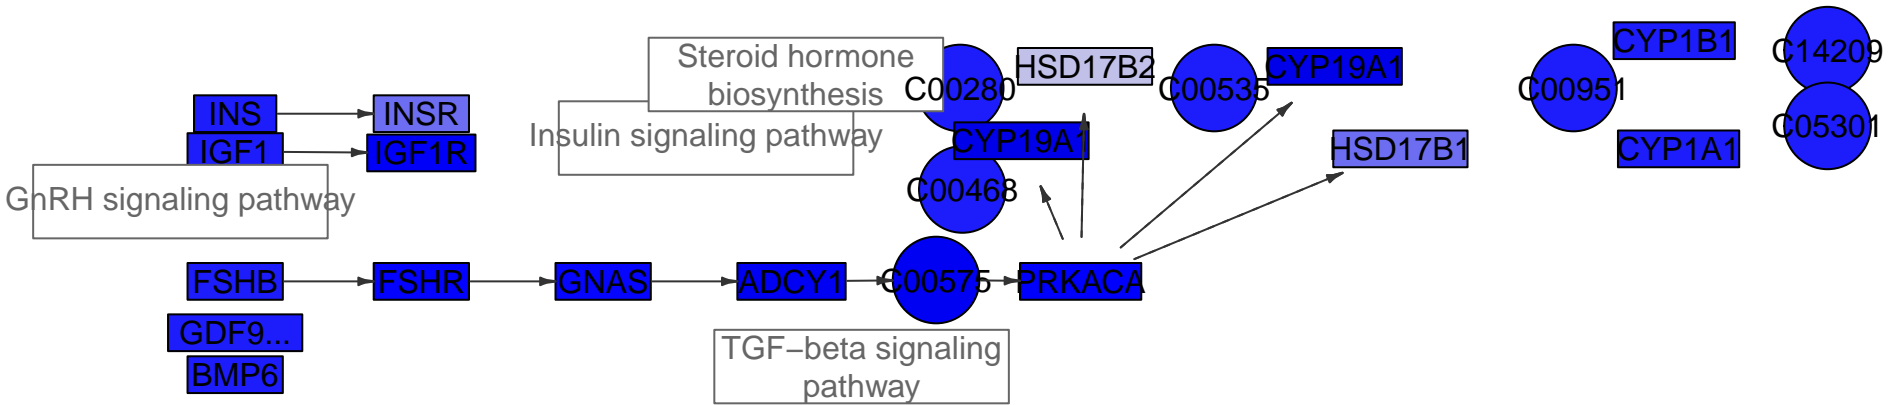 CYP1B1
C14209
Steroid hormone
biosynthesis
C00280
HSD17B2
C00535
CYP19A1
C00951
INS
INSR
C05301
Insulin signaling pathway
CYP19A1
IGF1
IGF1R
HSD17B1
CYP1A1
GnRH signaling pathway
C00468
FSHB
FSHR
GNAS
ADCY1
C00575
PRKACA
GDF9...
TGF−beta signaling
pathway
BMP6